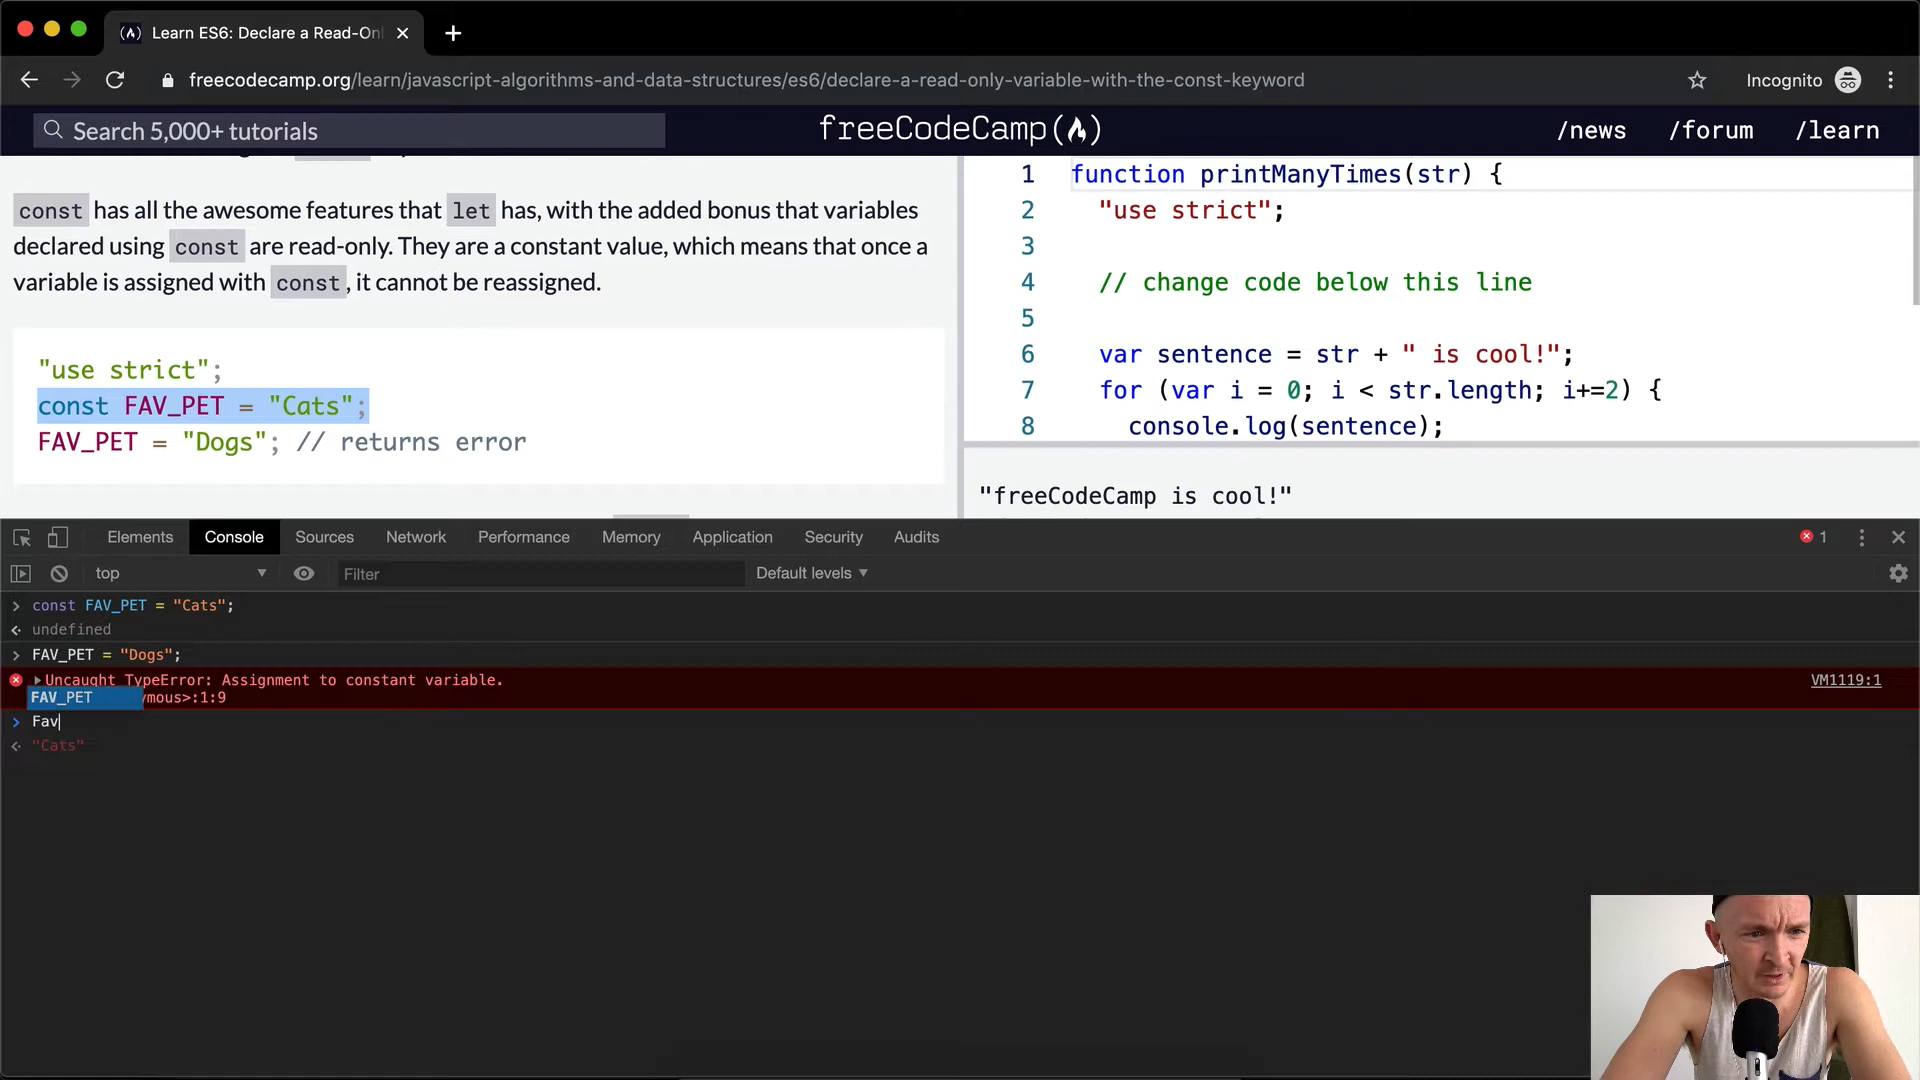 Learn ES6: Declare a Read-Onl
freecodecamp.org/learn/javascript-algorithms-and-data-structures/es6/declare-a-read-only-variable-with-the-const-keyword
Incognito
Search 5,000+ tutorials
freeCodeCamp
/news
/forum
/learn
const has all the awesome features that let has, with the added bonus that variables
declared using const are read-only. They are a constant value, which means that once a
variable is assigned with const, it cannot be reassigned.
"use strict";
const FAV_PET = "Cats";
FAV_PET = "Dogs"; // returns error
1 function printManyTimes(str) {
2 "use strict";
3
4 // change code below this line
5
6 var sentence = str + " is cool!";
7 for (var i = 0; i < str.length; i+=2) {
8 console.log(sentence);
"freeCodeCamp is cool!"
Elements Console Sources Network Performance Memory Application Security Audits
1
top
Filter
Default levels
> const FAV_PET = "Cats";
undefined
> FAV_PET = "Dogs";
Uncaught TypeError: Assignment to constant variable.
VM1119:1
FAV_PET
ymous>:1:9
> Fav
"Cats"